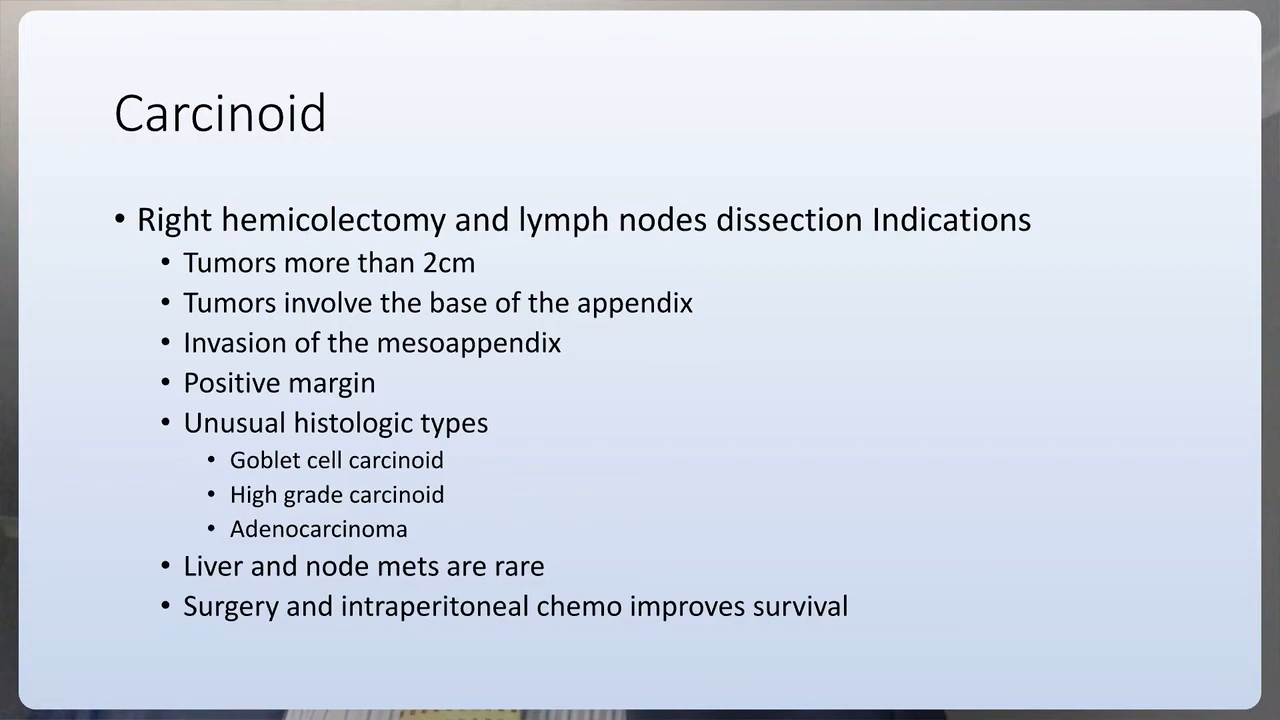 Carcinoid
• Right hemicolectomy and lymph nodes dissection Indications
• Tumors more than 2cm
• Tumors involve the base of the appendix
• Invasion of the mesoappendix
• Positive margin
• Unusual histologic types
• Goblet cell carcinoid
• High grade carcinoid
• Adenocarcinoma
• Liver and node mets are rare
• Surgery and intraperitoneal chemo improves survival